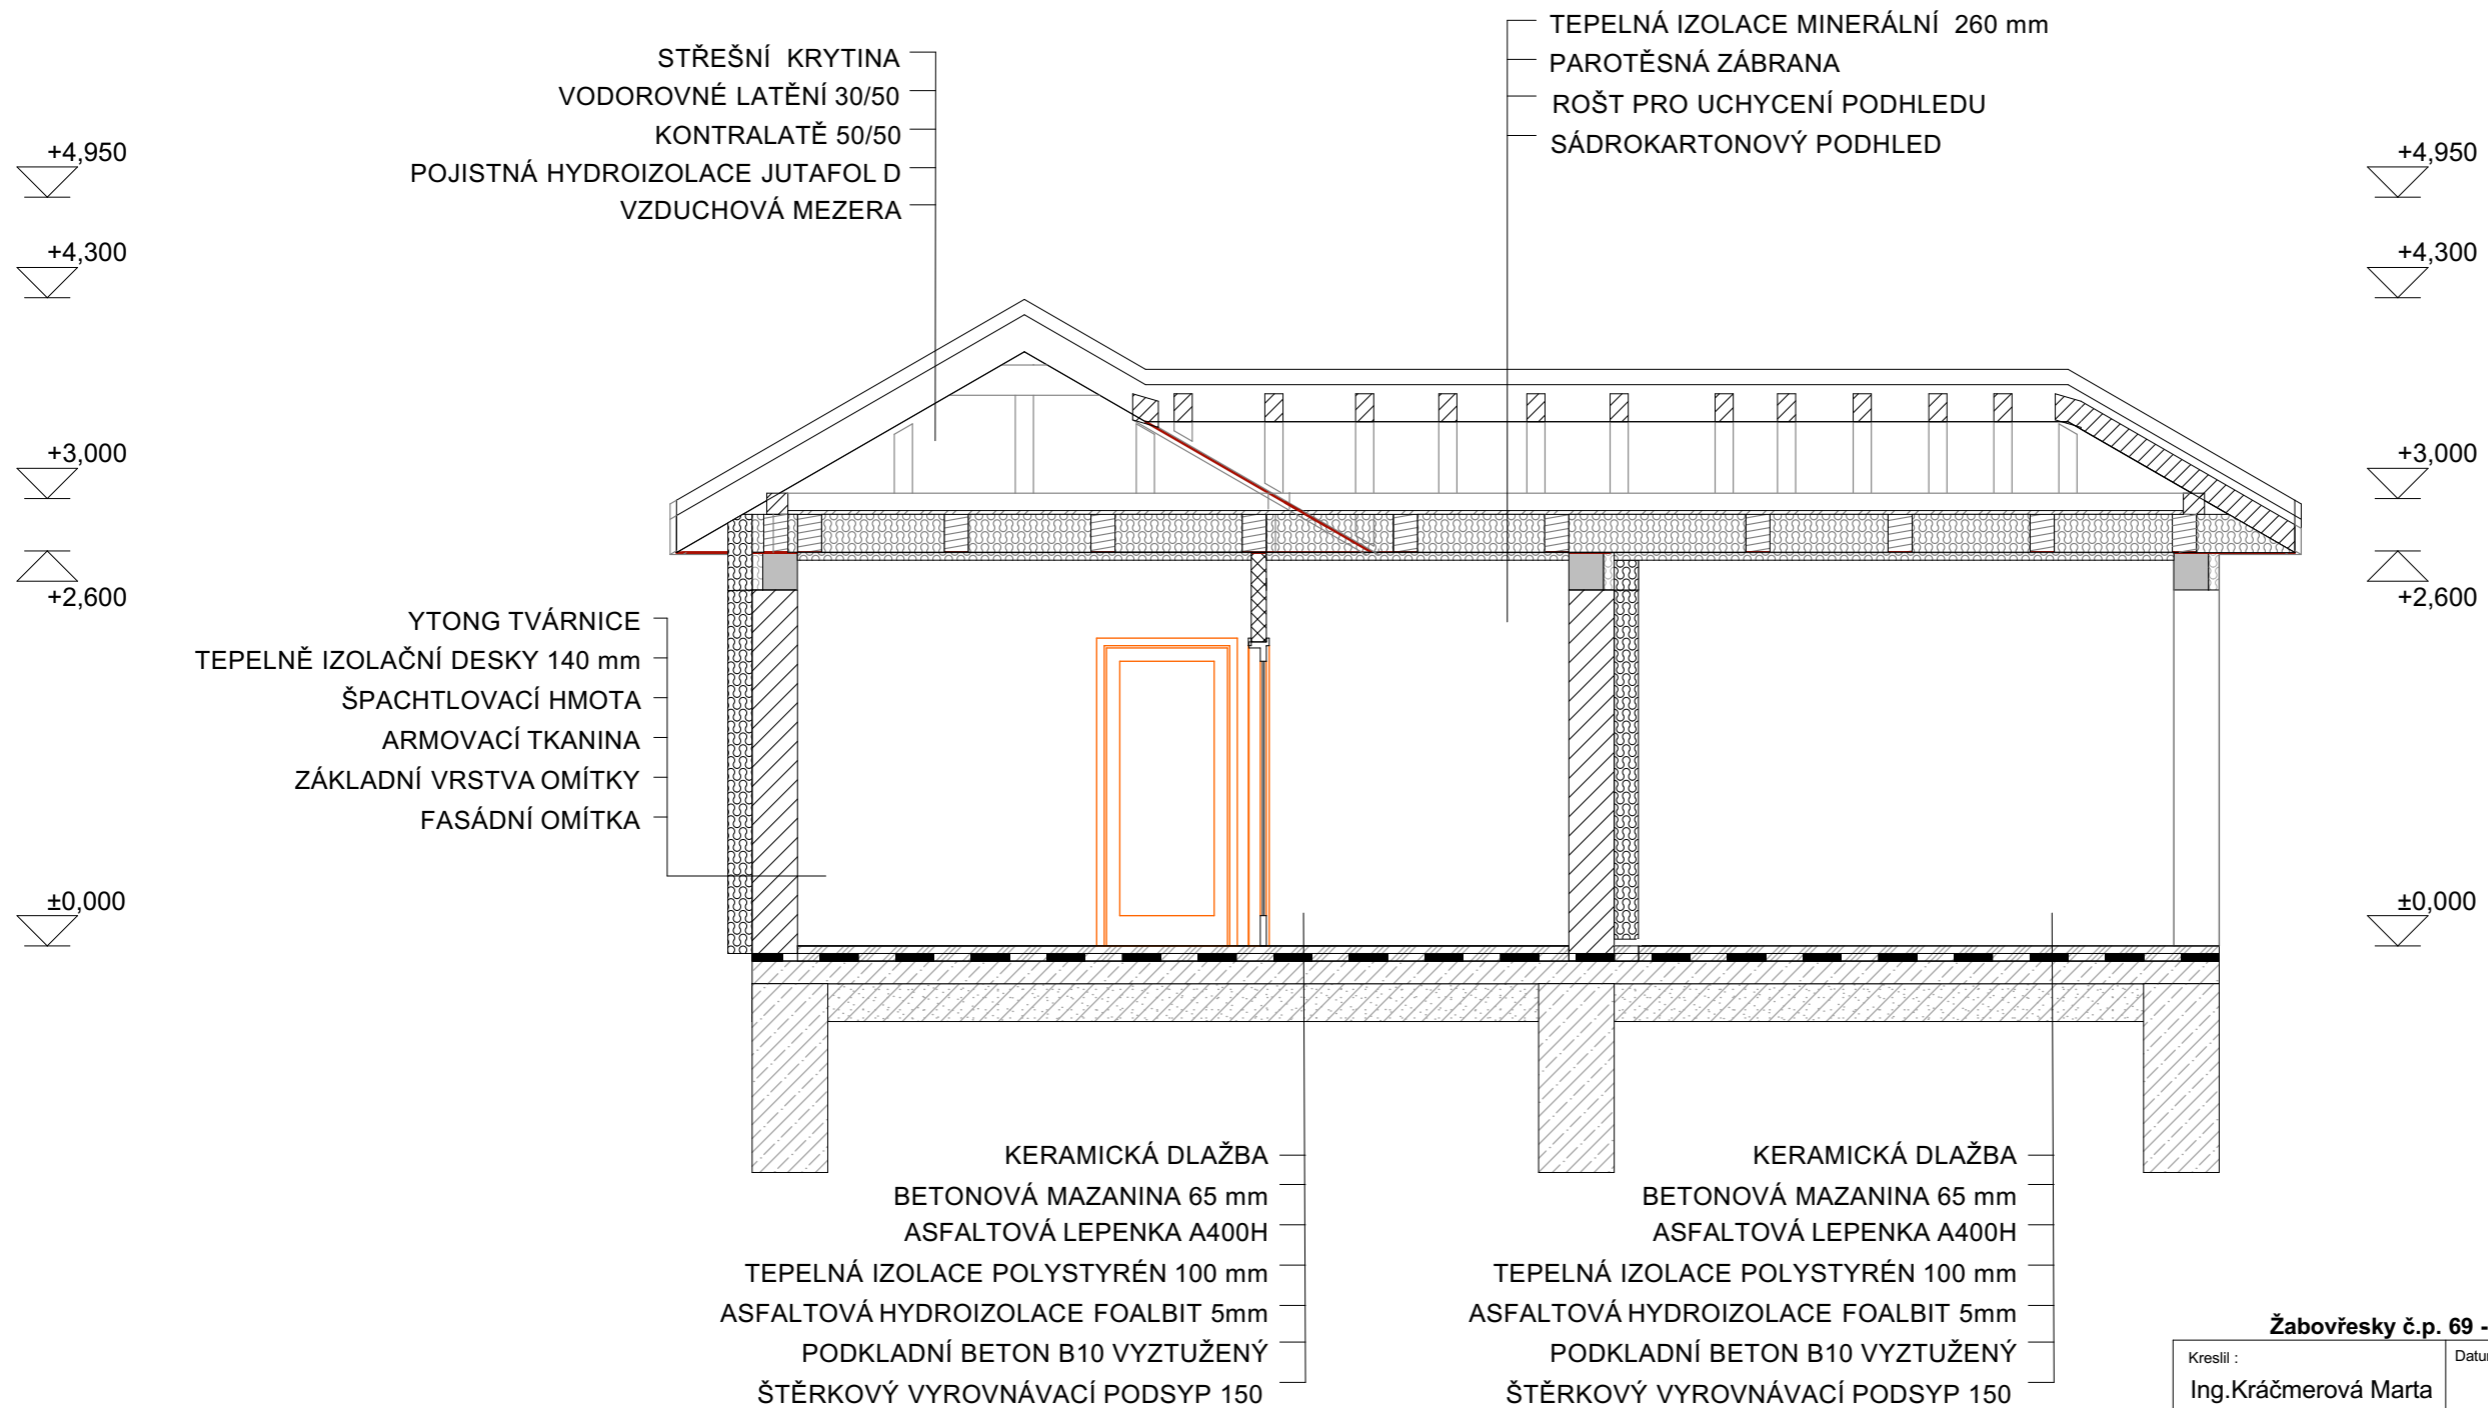 STŘEŠNÍ KRYTINA
VODOROVNÉ LATĚNÍ 30/50
KONTRALATĚ 50/50
POJISTNÁ HYDROIZOLACE JUTAFOL D
VZDUCHOVÁ MEZERA
TEPELNÁ IZOLACE MINERÁLNÍ 260 mm
PAROTĚSNÁ ZÁBRANA
ROŠT PRO UCHYCENÍ PODHLEDU
SÁDROKARTONOVÝ PODHLED
+4,950
+4,300
+3,000
+2,600
±0,000
+4,950
+4,300
+3,000
+2,600
±0,000
YTONG TVÁRNICE
TEPELNĚ IZOLAČNÍ DESKY 140 mm
ŠPACHTLOVACÍ HMOTA
ARMOVACÍ TKANINA
ZÁKLADNÍ VRSTVA OMÍTKY
FASÁDNÍ OMÍTKA
KERAMICKÁ DLAŽBA
BETONOVÁ MAZANINA 65 mm
ASFALTOVÁ LEPENKA A400H
TEPELNÁ IZOLACE POLYSTYRÉN 100 mm
ASFALTOVÁ HYDROIZOLACE FOALBIT 5mm
PODKLADNÍ BETON B10 VYZTUŽENÝ
ŠTĚRKOVÝ VYROVNÁVACÍ PODSYP 150
KERAMICKÁ DLAŽBA
BETONOVÁ MAZANINA 65 mm
ASFALTOVÁ LEPENKA A400H
TEPELNÁ IZOLACE POLYSTYRÉN 100 mm
ASFALTOVÁ HYDROIZOLACE FOALBIT 5mm
PODKLADNÍ BETON B10 VYZTUŽENÝ
ŠTĚRKOVÝ VYROVNÁVACÍ PODSYP 150
Žabovřesky č.p. 69 -
Kreslil :
Ing.Kráčmerová Marta